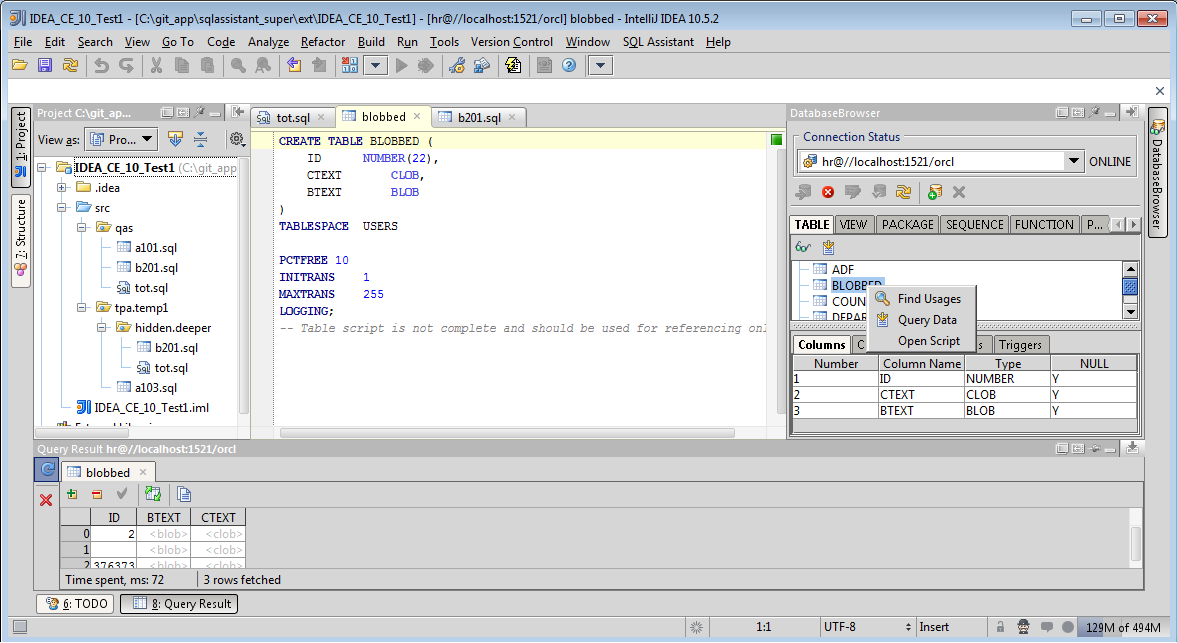 IDEA_CE_10_Test1 - [C:\git_app\sqlassistant_super\ext\IDEA_CE_10_Test1] - [hr@//localhost:1521/orcl] blobbed - IntelliJ IDEA 10.5.2
File Edit Search View Go To Code Analyze Refactor Build Run Tools Version Control Window SQL Assistant Help
1: Project
7: Structure
Project C:\git_ap...
View as: Pro...
IDEA_CE_10_Test1 (C:\git_app
.idea
src
qas
a101.sql
b201.sql
tot.sql
tpa.temp1
hidden.deeper
b201.sql
tot.sql
a103.sql
IDEA_CE_10_Test1.iml
tot.sql blobbed b201.sql
CREATE TABLE BLOBBED (
ID NUMBER(22),
CTEXT CLOB,
BTEXT BLOB
)
TABLESPACE USERS
PCTFREE 10
INITRANS 1
MAXTRANS 255
LOGGING;
-- Table script is not complete and should be used for referencing onl
DatabaseBrowser
Connection Status
hr@//localhost:1521/orcl ONLINE
TABLE VIEW PACKAGE SEQUENCE FUNCTION P...
ADF
BLOBBED
COUN
DEPAR
Find Usages
Query Data
Open Script
Columns C s Triggers
Number Column Name Type NULL
1 ID NUMBER Y
2 CTEXT CLOB Y
3 BTEXT BLOB Y
DatabaseBrowser
Query Result hr@//localhost:1521/orcl
blobbed
ID BTEXT CTEXT
0 2 <blob> <clob>
1 <blob> <clob>
2 376373 <blob> <clob>
Time spent, ms: 72 3 rows fetched
6: TODO 8: Query Result
1:1 UTF-8 Insert 129M of 494M